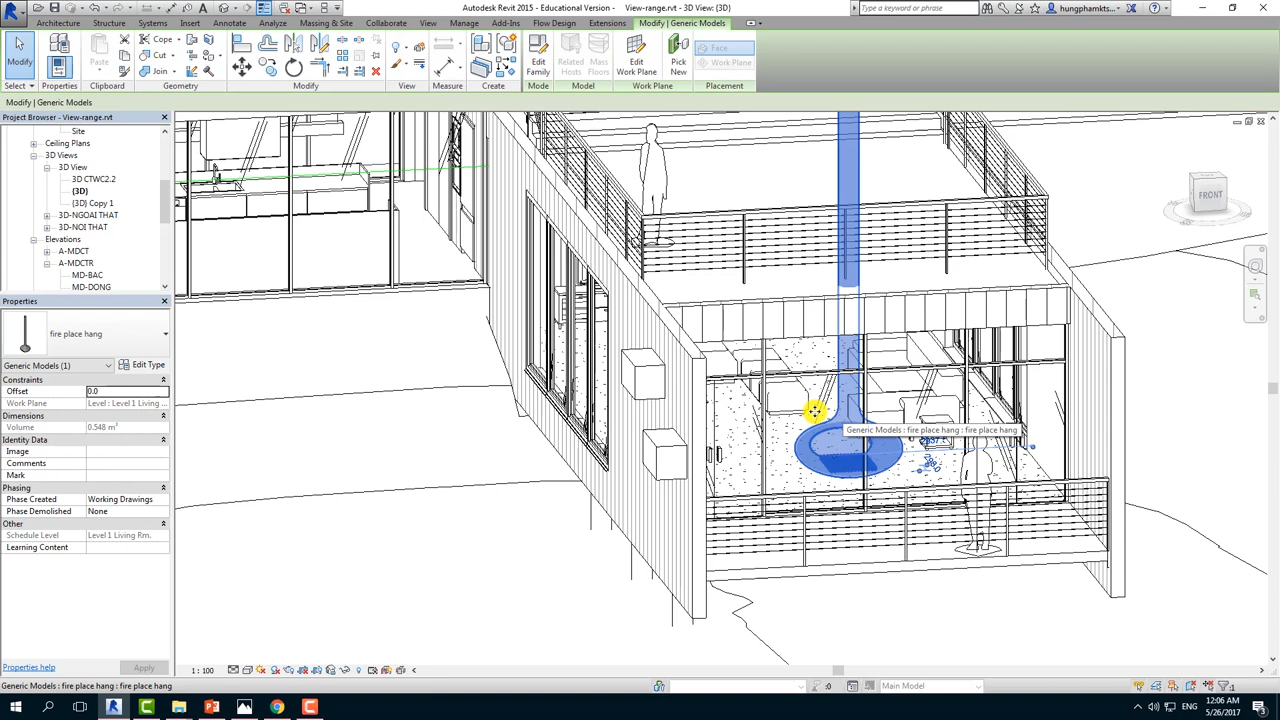 Autodesk Revit 2015 - Educational Version - View-range.rvt - 3D View: {3D}
Type a keyword or phrase
hungphamkts...
Architecture Structure Systems Insert Annotate Analyze Massing & Site Collaborate View Manage Add-Ins Flow Design Extensions Modify | Generic Models
Modify
Paste
Cope
Cut
Join
Edit Family
Related Hosts
Mass Floors
Edit Work Plane
Pick New
Face
Work Plane
Select Properties Clipboard Geometry Modify View Measure Create Mode Model Work Plane Placement
Modify | Generic Models
Project Browser - View-range.rvt
Site
Ceiling Plans
3D Views
3D View
3D CTWC2.2
{3D}
{3D} Copy 1
3D-NGOAI THAT
3D-NOI THAT
Elevations
A-MDCT
A-MDCTR
MD-BAC
MD-DONG
Properties
fire place hang
Generic Models (1)
Edit Type
Constraints
Offset 0.0
Work Plane Level : Level 1 Living ...
Dimensions
Volume 0.548 m³
Identity Data
Image
Comments
Mark
Phasing
Phase Created Working Drawings
Phase Demolished None
Other
Schedule Level Level 1 Living Rm.
Learning Content
Properties help
Apply
FRONT
Generic Models : fire place hang : fire place hang
1 : 100
Generic Models : fire place hang : fire place hang
:0
Main Model
:1
ENG
12:06 AM
5/26/2017